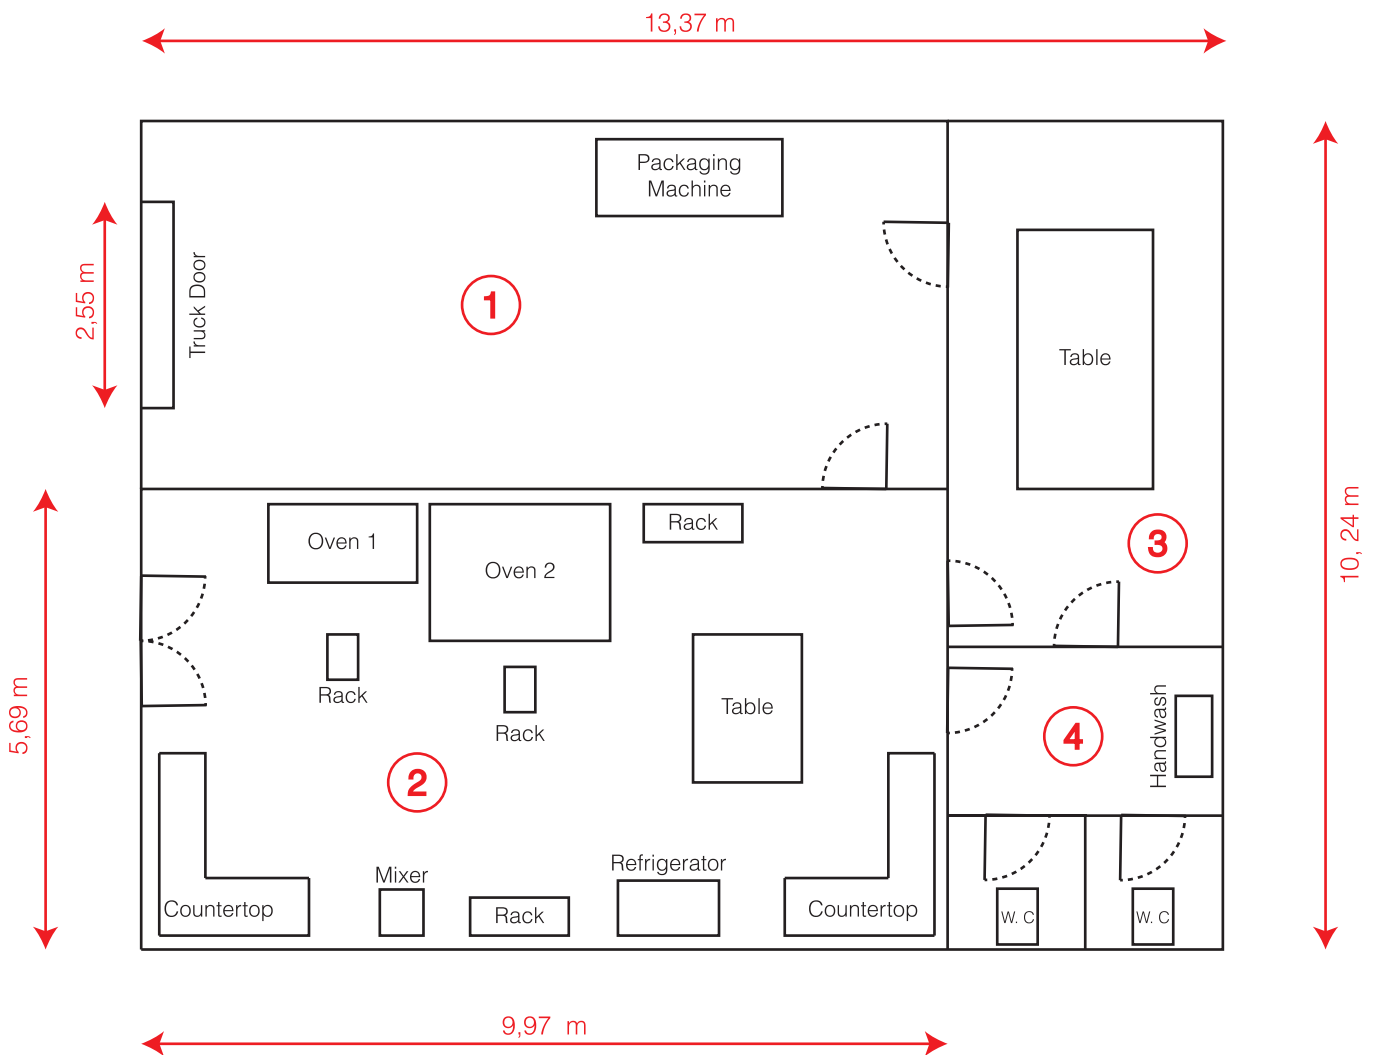 13,37 m
Packaging
Machine
2,55 m
Truck Door
1
Table
10, 24 m
Oven 1
Oven 2
Rack
3
5,69 m
Rack
Rack
Table
2
4
Handwash
Mixer
Refrigerator
Countertop
Rack
Countertop
W. C
W. C
9,97 m